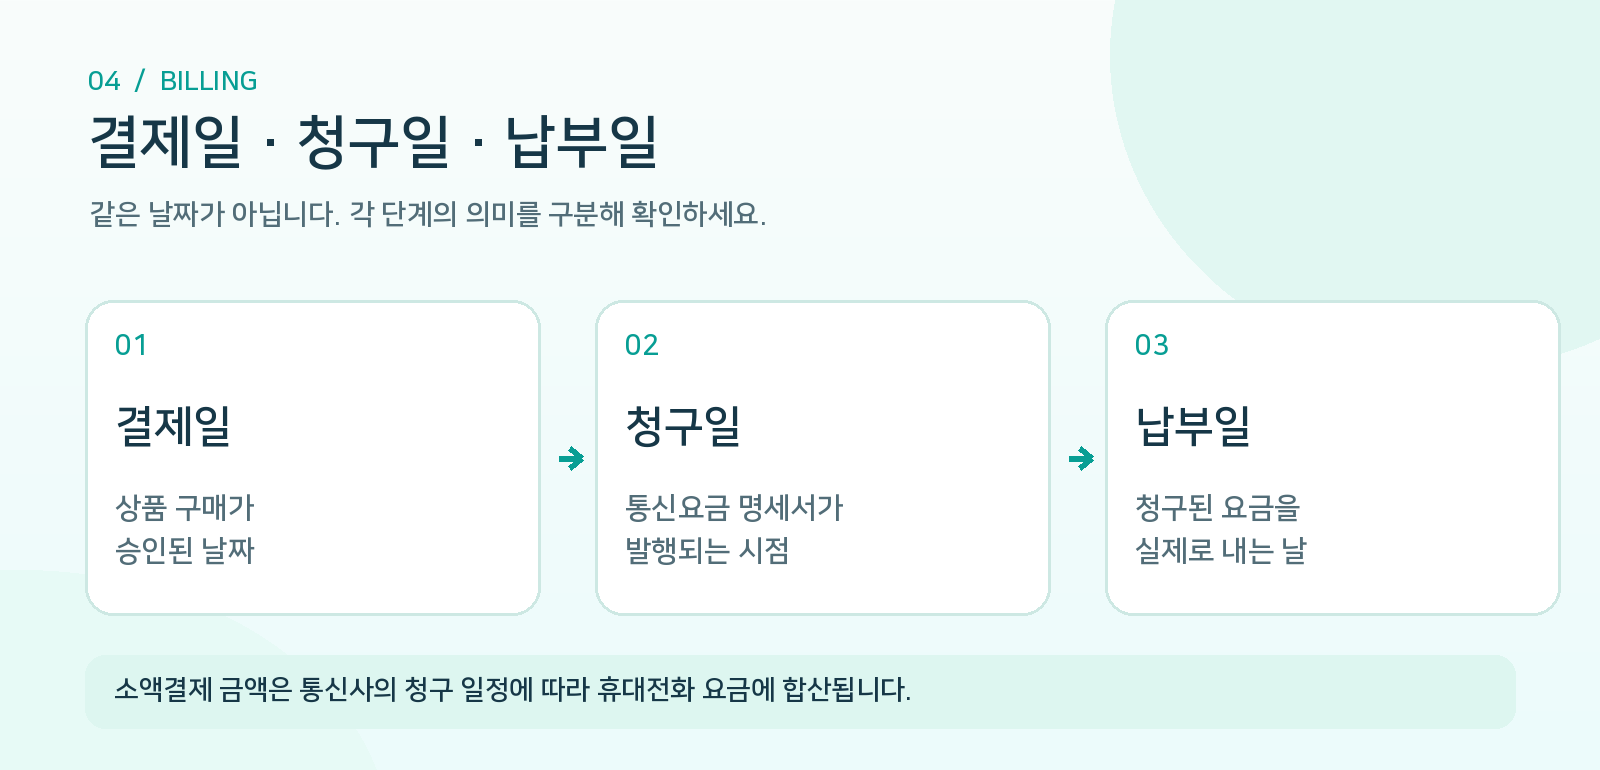 04 / BILLING
결제일 · 청구일 · 납부일
같은 날짜가 아닙니다. 각 단계의 의미를 구분해 확인하세요.
01
결제일
상품 구매가
승인된 날짜
02
청구일
통신요금 명세서가
발행되는 시점
03
납부일
청구된 요금을
실제로 내는 날
소액결제 금액은 통신사의 청구 일정에 따라 휴대전화 요금에 합산됩니다.